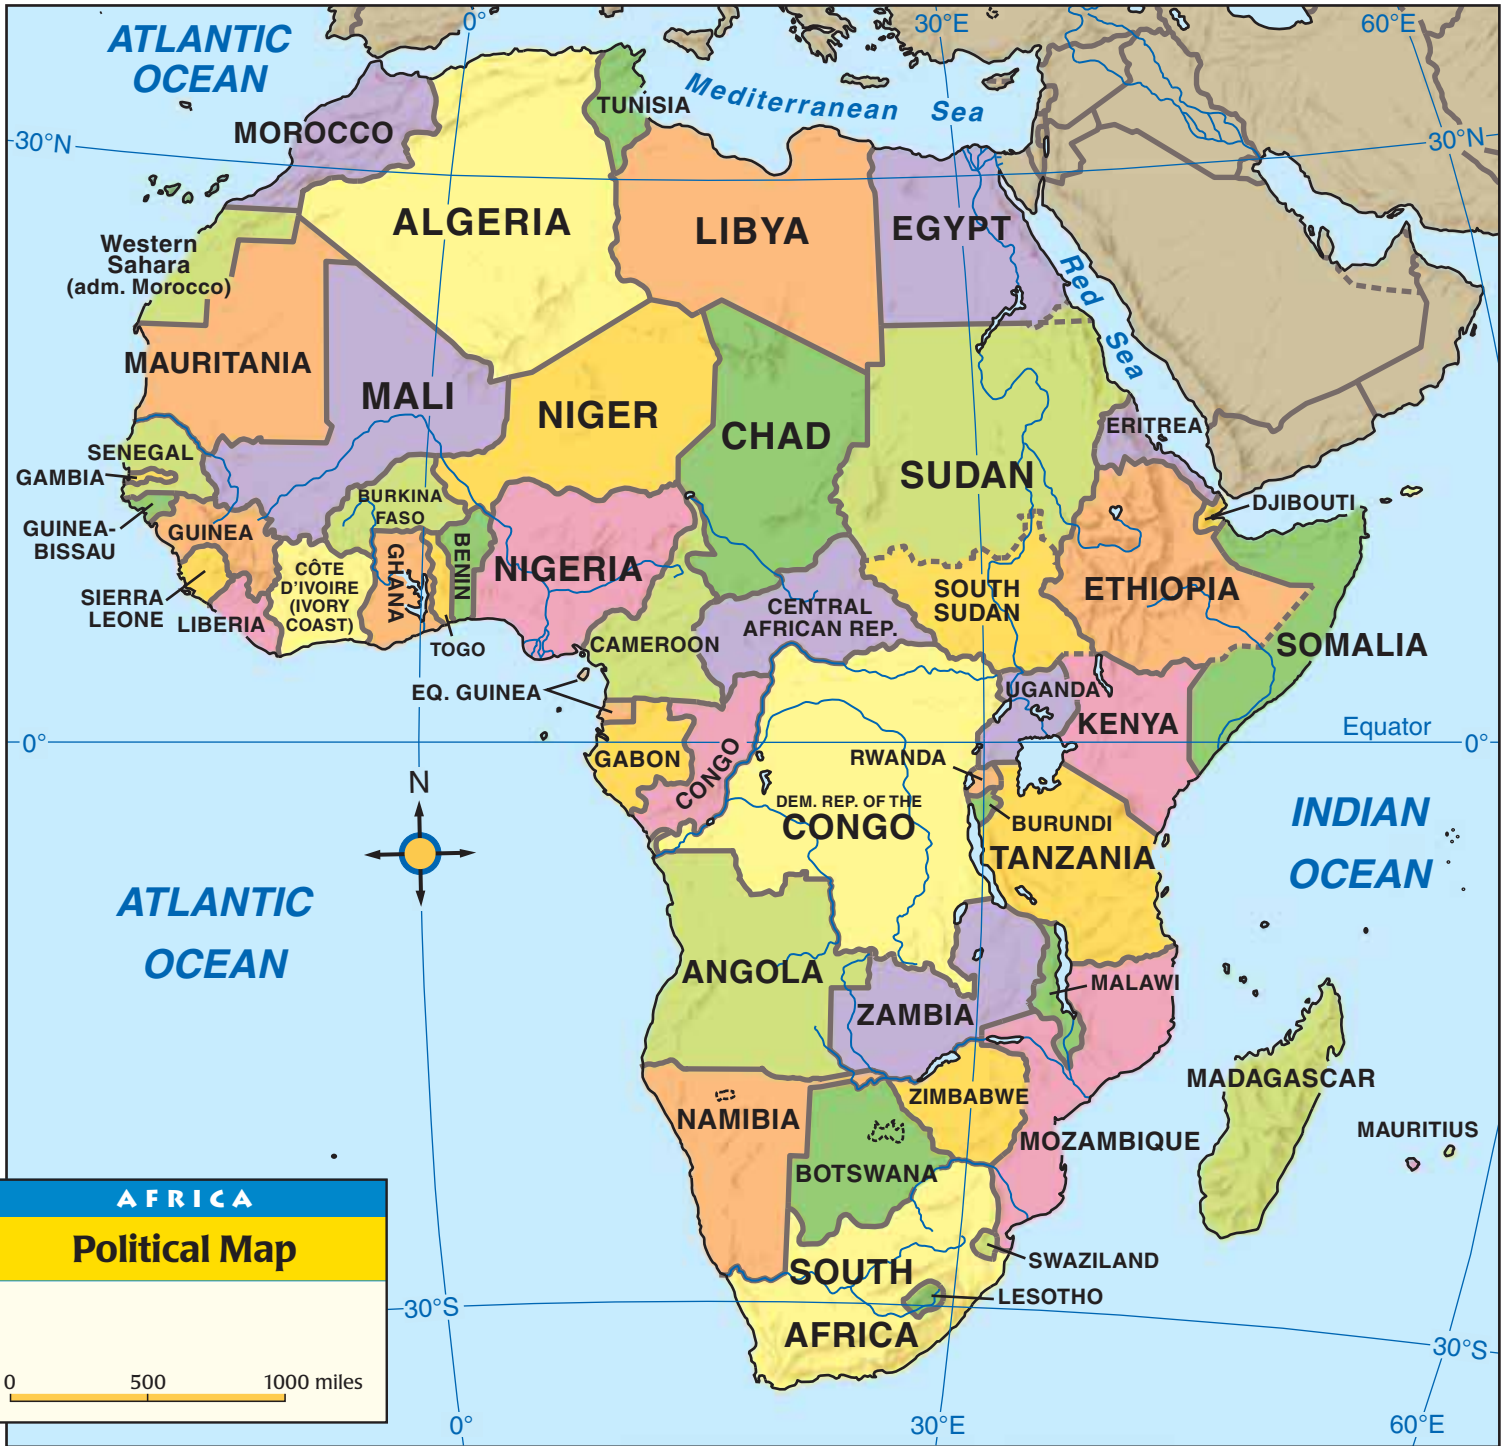 0°
30°E
60°E
ATLANTIC
OCEAN
Mediterranean Sea
TUNISIA
MOROCCO
30°N
30°N
ALGERIA
LIBYA
EGYPT
Western
Sahara
(adm. Morocco)
Red Sea
MAURITANIA
MALI
NIGER
CHAD
SUDAN
ERITREA
SENEGAL
GAMBIA
BURKINA
FASO
DJIBOUTI
GUINEA-
BISSAU
GUINEA
CÔTE
D'IVOIRE
(IVORY
COAST)
GHANA
BENIN
NIGERIA
SOUTH
SUDAN
ETHIOPIA
SIERRA
LEONE
LIBERIA
TOGO
CENTRAL
AFRICAN REP.
CAMEROON
SOMALIA
EQ. GUINEA
UGANDA
KENYA
Equator
0°
0°
GABON
CONGO
RWANDA
N
DEM. REP. OF THE
CONGO
BURUNDI
TANZANIA
INDIAN
OCEAN
ATLANTIC
OCEAN
ANGOLA
ZAMBIA
MALAWI
MADAGASCAR
NAMIBIA
ZIMBABWE
MOZAMBIQUE
MAURITIUS
BOTSWANA
AFRICA
Political Map
SOUTH
AFRICA
SWAZILAND
LESOTHO
30°S
30°S
0
500
1000 miles
0°
30°E
60°E